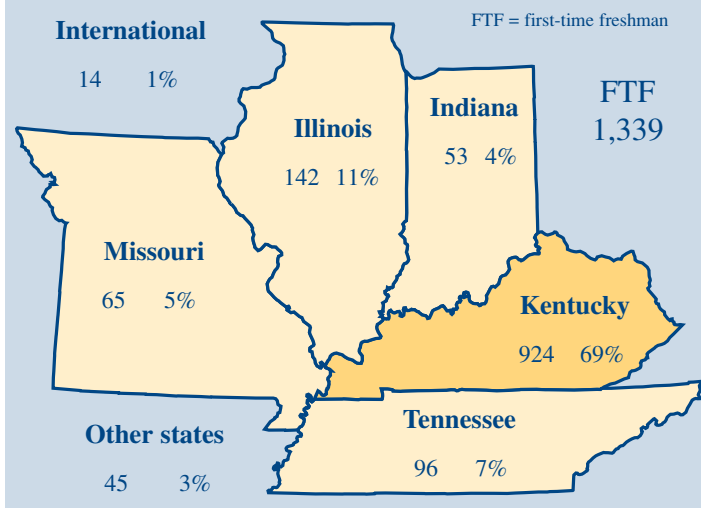 FTF = first-time freshman
International
14 1%
FTF
1,339
Illinois
142 11%
Indiana
53 4%
Missouri
65 5%
Kentucky
924 69%
Tennessee
96 7%
Other states
45 3%